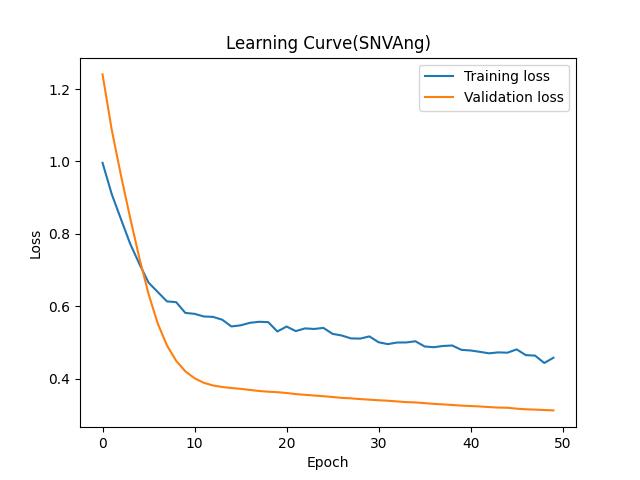 Learning Curve(SNVAng)
Training loss
Validation loss
1.2
1.0
0.8
0.6
0.4
Loss
0 10 20 30 40 50
Epoch